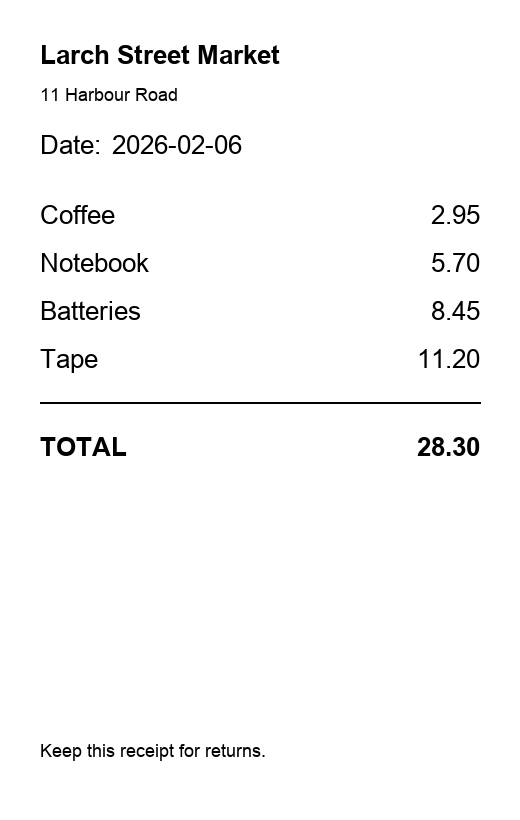 Larch Street Market
11 Harbour Road
Date: 2026-02-06
Coffee 2.95
Notebook 5.70
Batteries 8.45
Tape 11.20
TOTAL 28.30
Keep this receipt for returns.